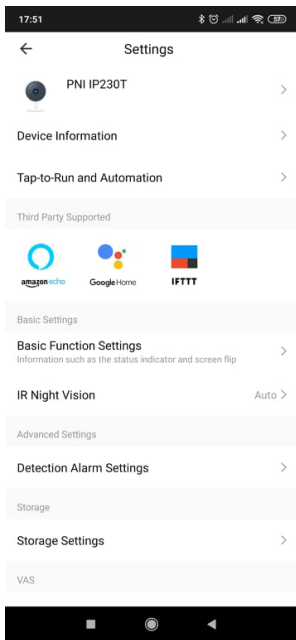 17:51
57
Settings
PNI IP230T
Device Information
Tap-to-Run and Automation
Third Party Supported
amazon echo
Google Home
IFTTT
Basic Settings
Basic Function Settings
Information such as the status indicator and screen flip
IR Night Vision
Auto
Advanced Settings
Detection Alarm Settings
Storage
Storage Settings
VAS